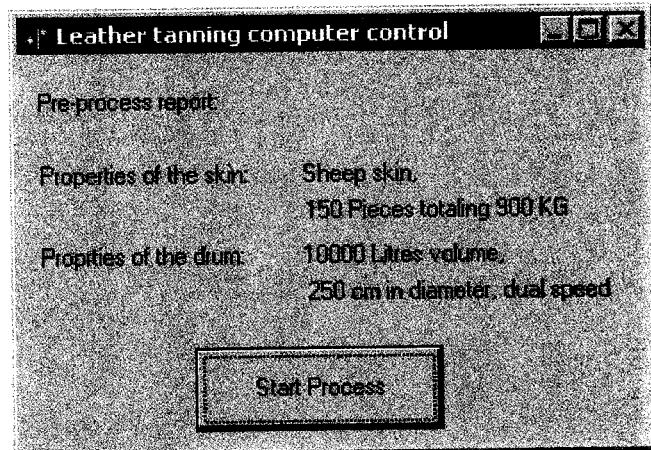 Leather tanning computer control
Pre-process report:
Properties of the skin: Sheep skin,
150 Pieces totaling 900 KG
Proprities of the drum: 10000 Litres volume,
250 cm in diameter, dual speed
Start Process